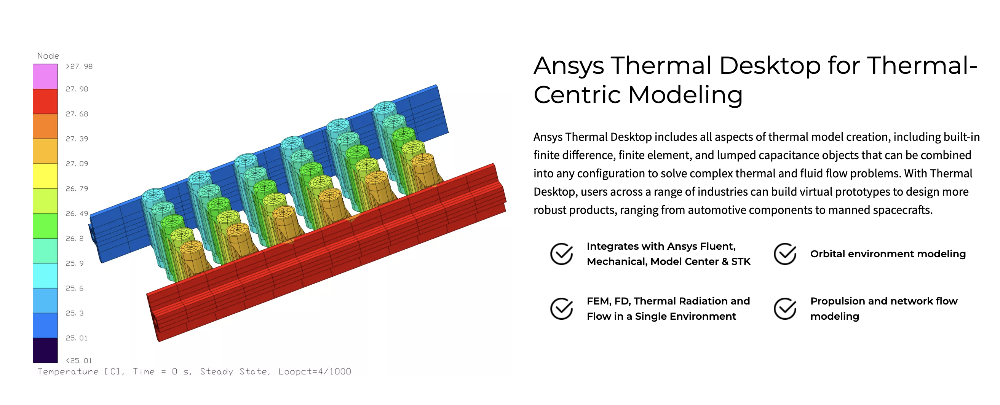 Node
>27.98
27.98
27.68
27.39
27.09
26.79
26.49
26.2
25.9
25.6
25.3
25.01
<25.01
Temperature [C], Time = 0 s, Steady State, Loopct=4/1000
Ansys Thermal Desktop for Thermal-
Centric Modeling
Ansys Thermal Desktop includes all aspects of thermal model creation, including built-in
finite difference, finite element, and lumped capacitance objects that can be combined
into any configuration to solve complex thermal and fluid flow problems. With Thermal
Desktop, users across a range of industries can build virtual prototypes to design more
robust products, ranging from automotive components to manned spacecrafts.
Integrates with Ansys Fluent,
Mechanical, Model Center & STK
Orbital environment modeling
FEM, FD, Thermal Radiation and
Flow in a Single Environment
Propulsion and network flow
modeling